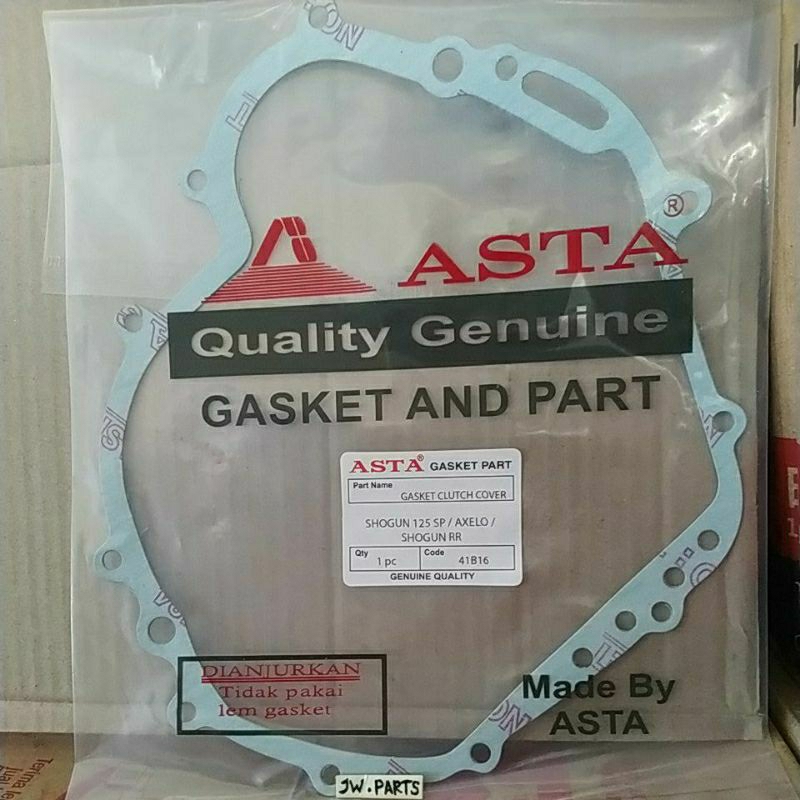 ASTA ®
Quality Genuine
GASKET AND PART
ASTA® GASKET PART
Part Name
GASKET CLUTCH COVER
SHOGUN 125 SP / AXELO /
SHOGUN RR
Qty
1 pc
Code
41B16
GENUINE QUALITY
DIANJURKAN
Tidak pakai
lem gasket
Made By
ASTA
JW.PARTS
Terima